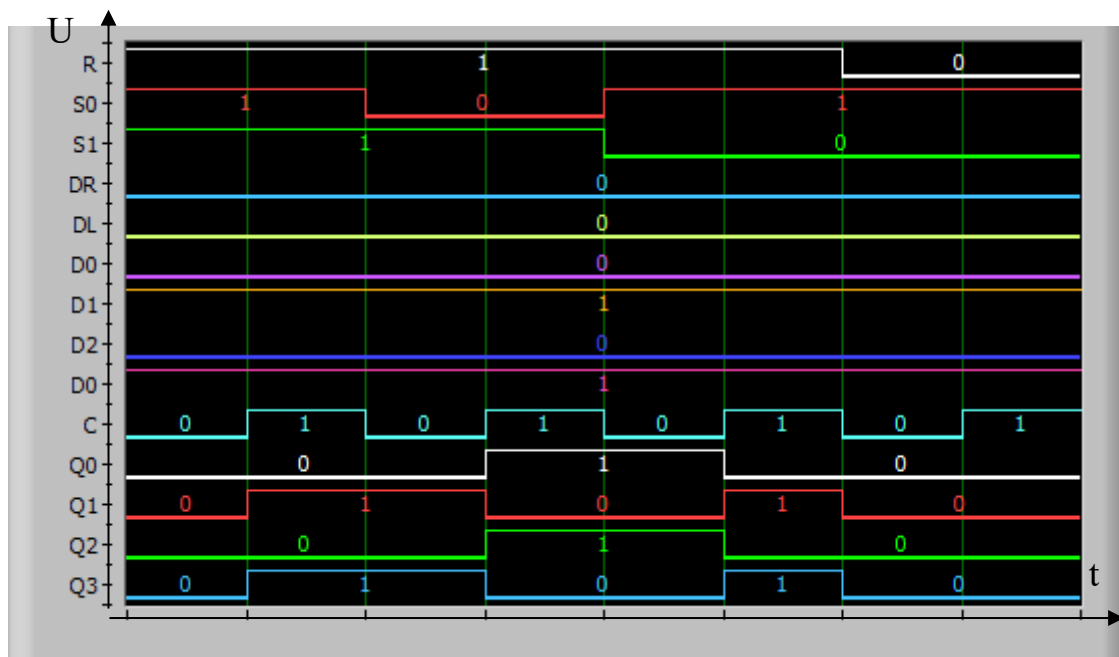 U
R 1 0
S0 1 0 1
S1 1 0
DR 0
DL 0
D0 0
D1 1
D2 0
D0 1
C 0 1 0 1 0 1 0 1
Q0 0 1 0
Q1 0 1 0 1 0
Q2 0 1 0
Q3 0 1 0 1 0
t